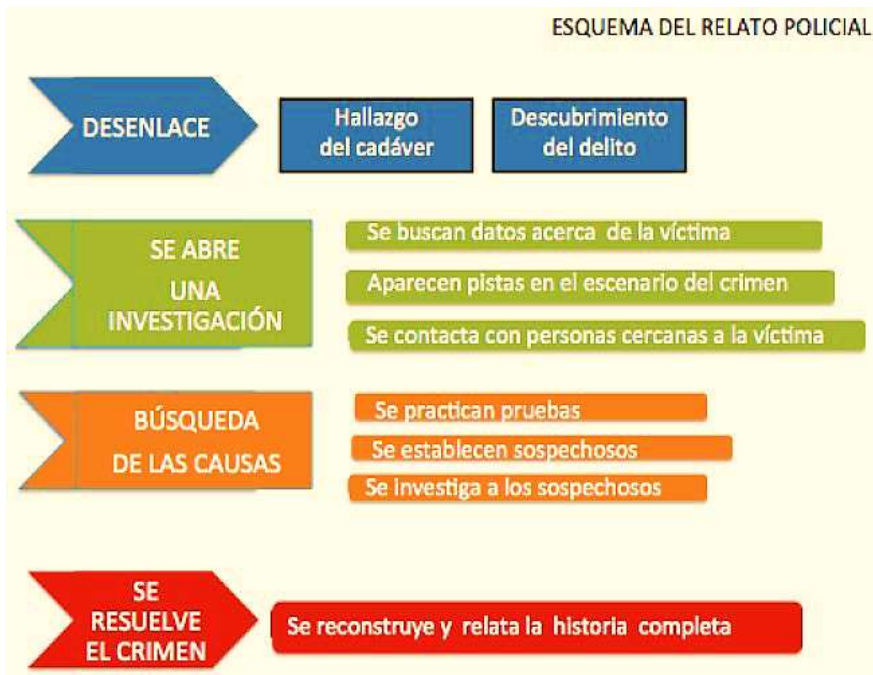 ESQUEMA DEL RELATO POLICIAL
DESENLACE
Hallazgo
del cadáver
Descubrimiento
del delito
SE ABRE
UNA
INVESTIGACIÓN
Se buscan datos acerca de la víctima
Aparecen pistas en el escenario del crimen
Se contacta con personas cercanas a la víctima
BÚSQUEDA
DE LAS CAUSAS
Se practican pruebas
Se establecen sospechosos
Se investiga a los sospechosos
SE
RESUELVE
EL CRIMEN
Se reconstruye y relata la historia completa